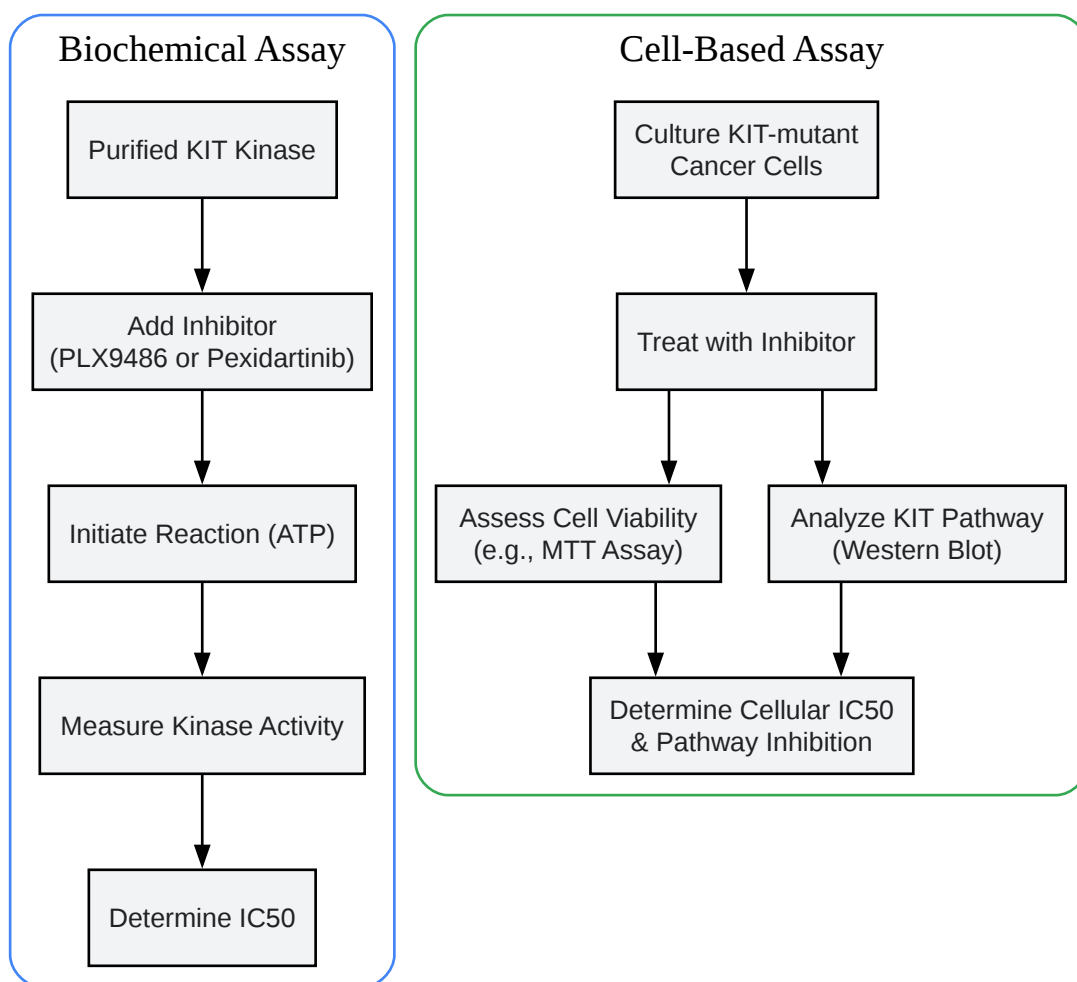 Biochemical Assay
Purified KIT Kinase
Add Inhibitor
(PLX9486 or Pexidartinib)
Initiate Reaction (ATP)
Measure Kinase Activity
Determine IC50
Cell-Based Assay
Culture KIT-mutant
Cancer Cells
Treat with Inhibitor
Assess Cell Viability
(e.g., MTT Assay)
Analyze KIT Pathway
(Western Blot)
Determine Cellular IC50
& Pathway Inhibition